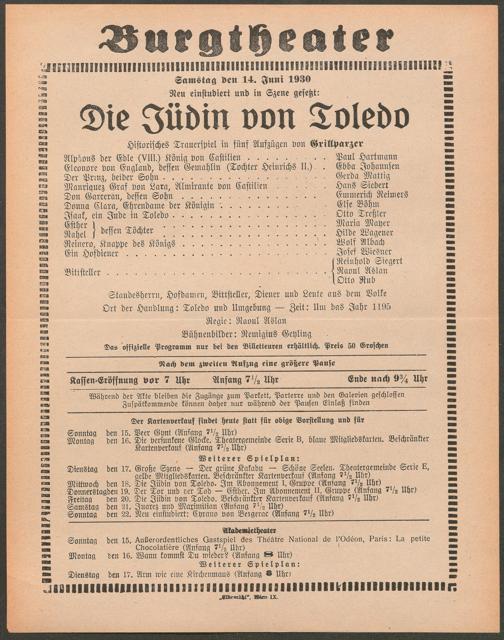 Burgtheater
Samstag den 14. Juni 1930
Neu einstudiert und in Szene gesetzt:
Die Jüdin von Toledo
Historisches Trauerspiel in fünf Aufzügen von Grillparzer
Alphons der Edle (VIII.) König von Castilien . . . . . . . . . Paul Hartmann
Eleonore von England, dessen Gemahlin (Tochter Heinrichs II.) . . Ebba Johannsen
Der Prinz, beider Sohn . . . . . . . . . Gerda Mattig
Manriquez Graf von Lara, Almirante von Castilien . . . . . . . . . Hans Siebert
Don Garceran, dessen Sohn . . . . . . . . . Emmerich Reimers
Donna Clara, Ehrendame der Königin . . . . . . . . . Else Böhm
Isaak, ein Jude in Toledo . . . . . . . . . Otto Treßler
Esther } dessen Töchter . . . . . . . . . Maria Mayer
Rahel } Hilde Wagener
Reinero, Knappe des Königs . . . . . . . . . Wolf Albach
Ein Hofdiener . . . . . . . . . Josef Wiesner
Bittsteller . . . . . . . . . { Reinhold Siegert
Raoul Aslan
Otto Rub
Standesherrn, Hofdamen, Bittsteller, Diener und Leute aus dem Volke
Ort der Handlung: Toledo und Umgebung — Zeit: Um das Jahr 1195
Regie: Raoul Aslan
Bühnenbilder: Remigius Geyling
Das offizielle Programm nur bei den Billetteuren erhältlich. Preis 50 Groschen
Nach dem zweiten Aufzug eine größere Pause
Kassen-Eröffnung vor 7 Uhr Anfang 7½ Uhr Ende nach 9¾ Uhr
Während der Akte bleiben die Zugänge zum Parkett, Parterre und den Galerien geschlossen
Zuspätkommende können daher nur während der Pausen Einlaß finden
Der Kartenverkauf findet heute statt für obige Vorstellung und für
Sonntag den 15. Peer Gynt (Anfang 7½ Uhr)
Montag den 16. Die versunkene Glocke. Theatergemeinde Serie B, blaue Mitgliedskarten. Beschränkter
Kartenverkauf (Anfang 7½ Uhr)
Weiterer Spielplan:
Dienstag den 17. Große Szene — Der grüne Kakadu — Schöne Seelen. Theatergemeinde Serie E,
gelbe Mitgliedskarten. Beschränkter Kartenverkauf (Anfang 7½ Uhr)
Mittwoch den 18. Die Jüdin von Toledo. Im Abonnement I. Gruppe (Anfang 7½ Uhr)
Donnerstag den 19. Der Tor und der Tod — Esther. Im Abonnement II. Gruppe (Anfang 7½ Uhr)
Freitag den 20. Die Jüdin von Toledo. Beschränkter Kartenverkauf (Anfang 7½ Uhr)
Samstag den 21. Juarez und Maximilian (Anfang 7½ Uhr)
Sonntag den 22. Neu einstudiert: Cyrano von Bergerac (Anfang 7½ Uhr)
Akademietheater
Sonntag den 15. Außerordentliches Gastspiel des Théâtre National de l'Odéon, Paris: La petite
Chocolatière (Anfang 7½ Uhr)
Montag den 16. Wann kommst Du wieder? (Anfang 8 Uhr)
Weiterer Spielplan:
Dienstag den 17. Arm wie eine Kirchenmaus (Anfang 8 Uhr)
„Elbemühl", Wien IX.